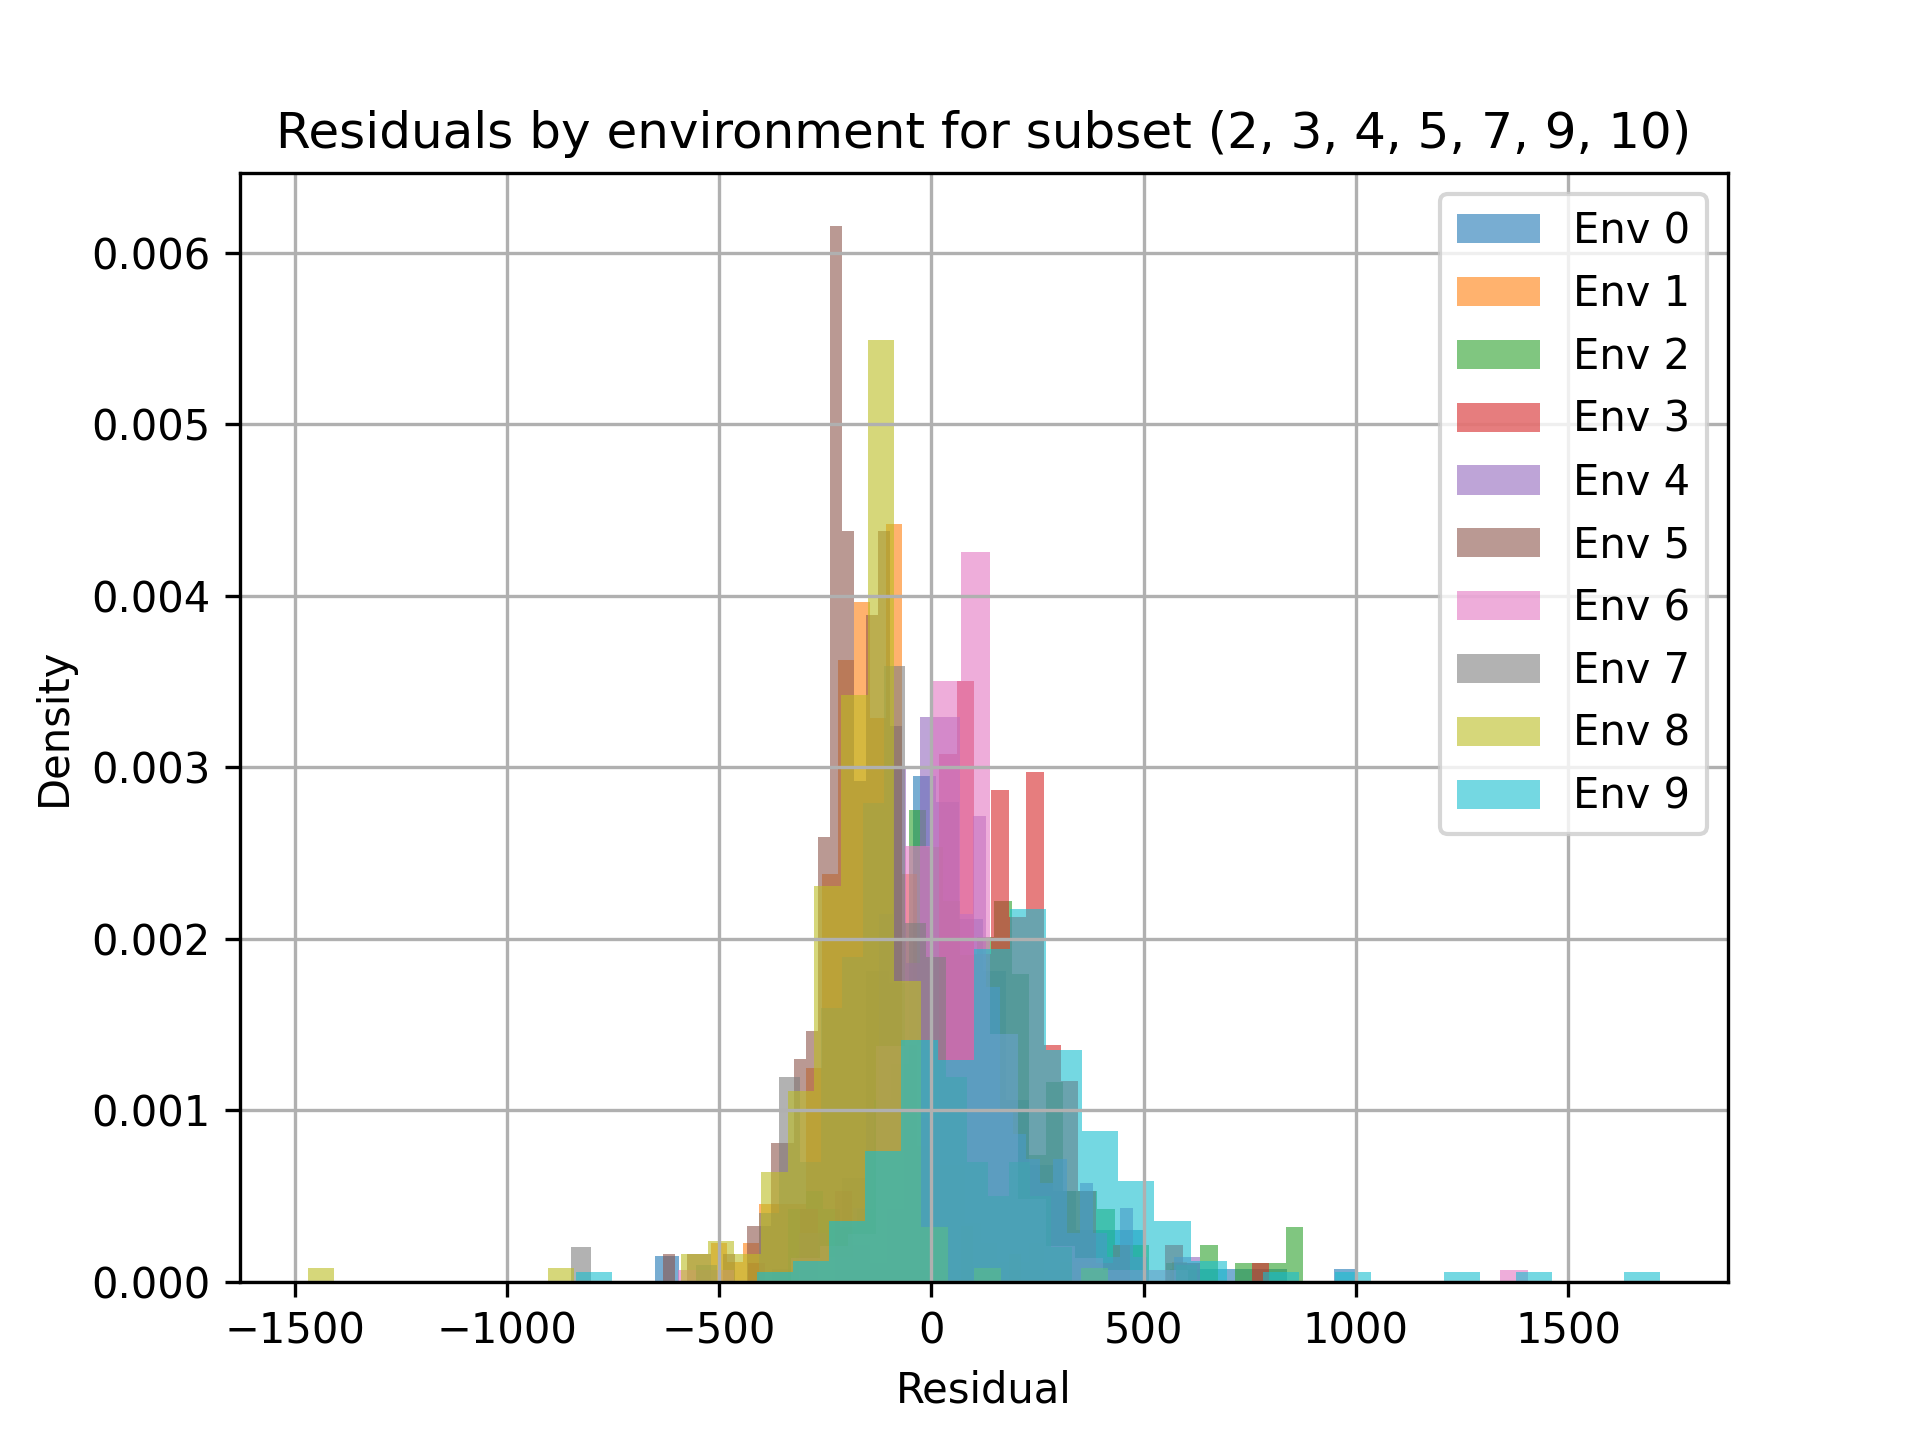 Residuals by environment for subset (2, 3, 4, 5, 7, 9, 10)
Env 0
Env 1
Env 2
Env 3
Env 4
Env 5
Env 6
Env 7
Env 8
Env 9
0.006
0.005
0.004
0.003
0.002
0.001
0.000
Density
−1500
−1000
−500
0
500
1000
1500
Residual